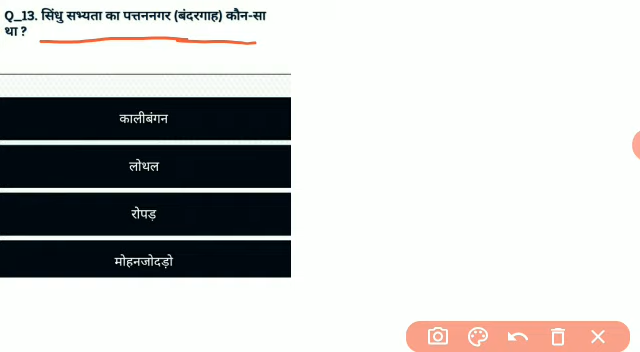 Q_13. सिंधु सभ्यता का पत्तननगर (बंदरगाह) कौन-सा
था ?
कालीबंगन
लोथल
रोपड़
मोहनजोदड़ो